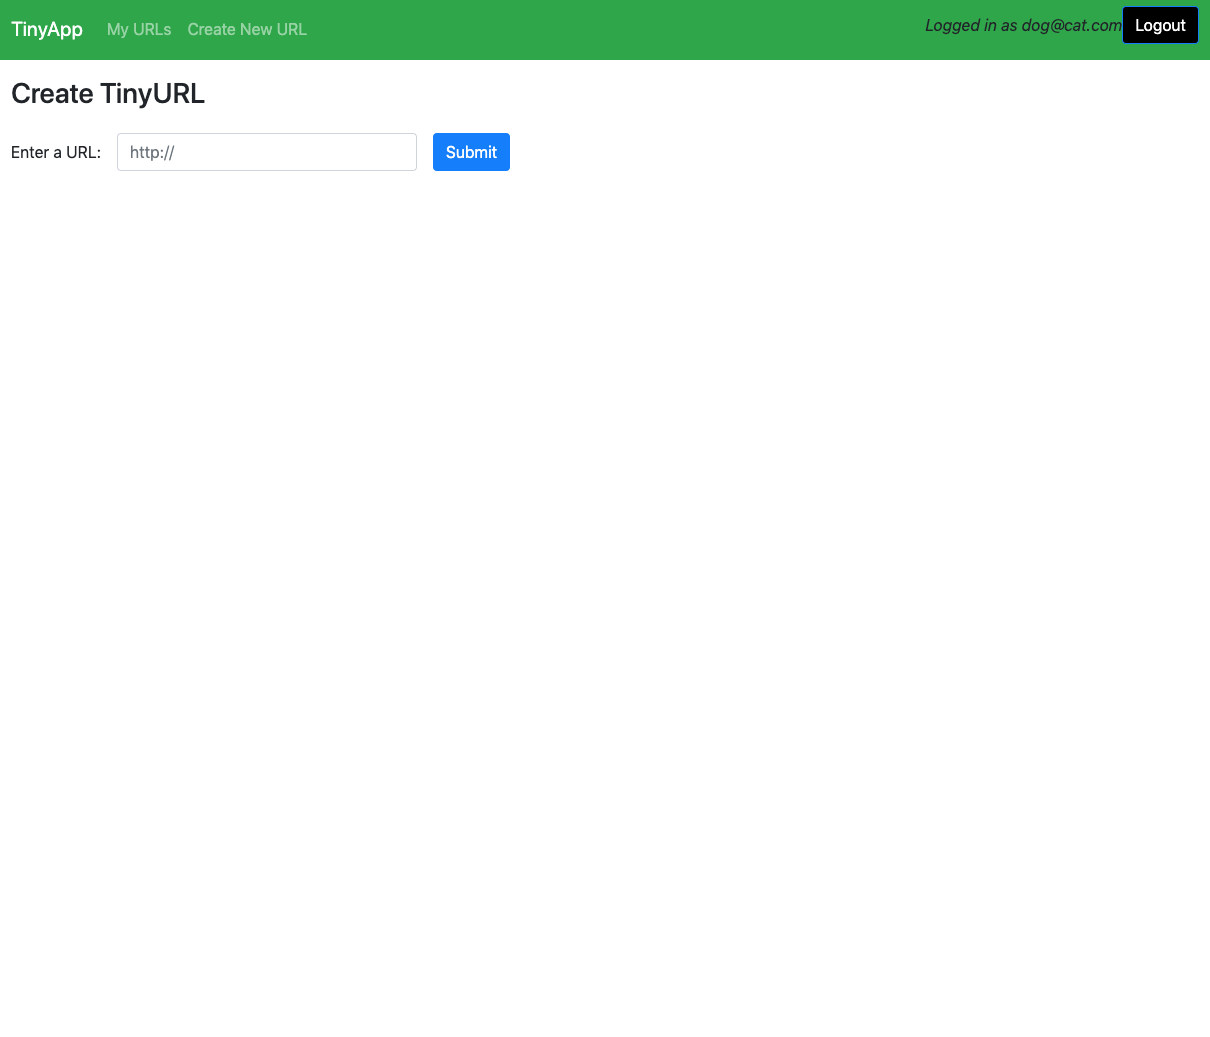 TinyApp My URLs Create New URL Logged in as dog@cat.com Logout
Create TinyURL
Enter a URL: http:// Submit